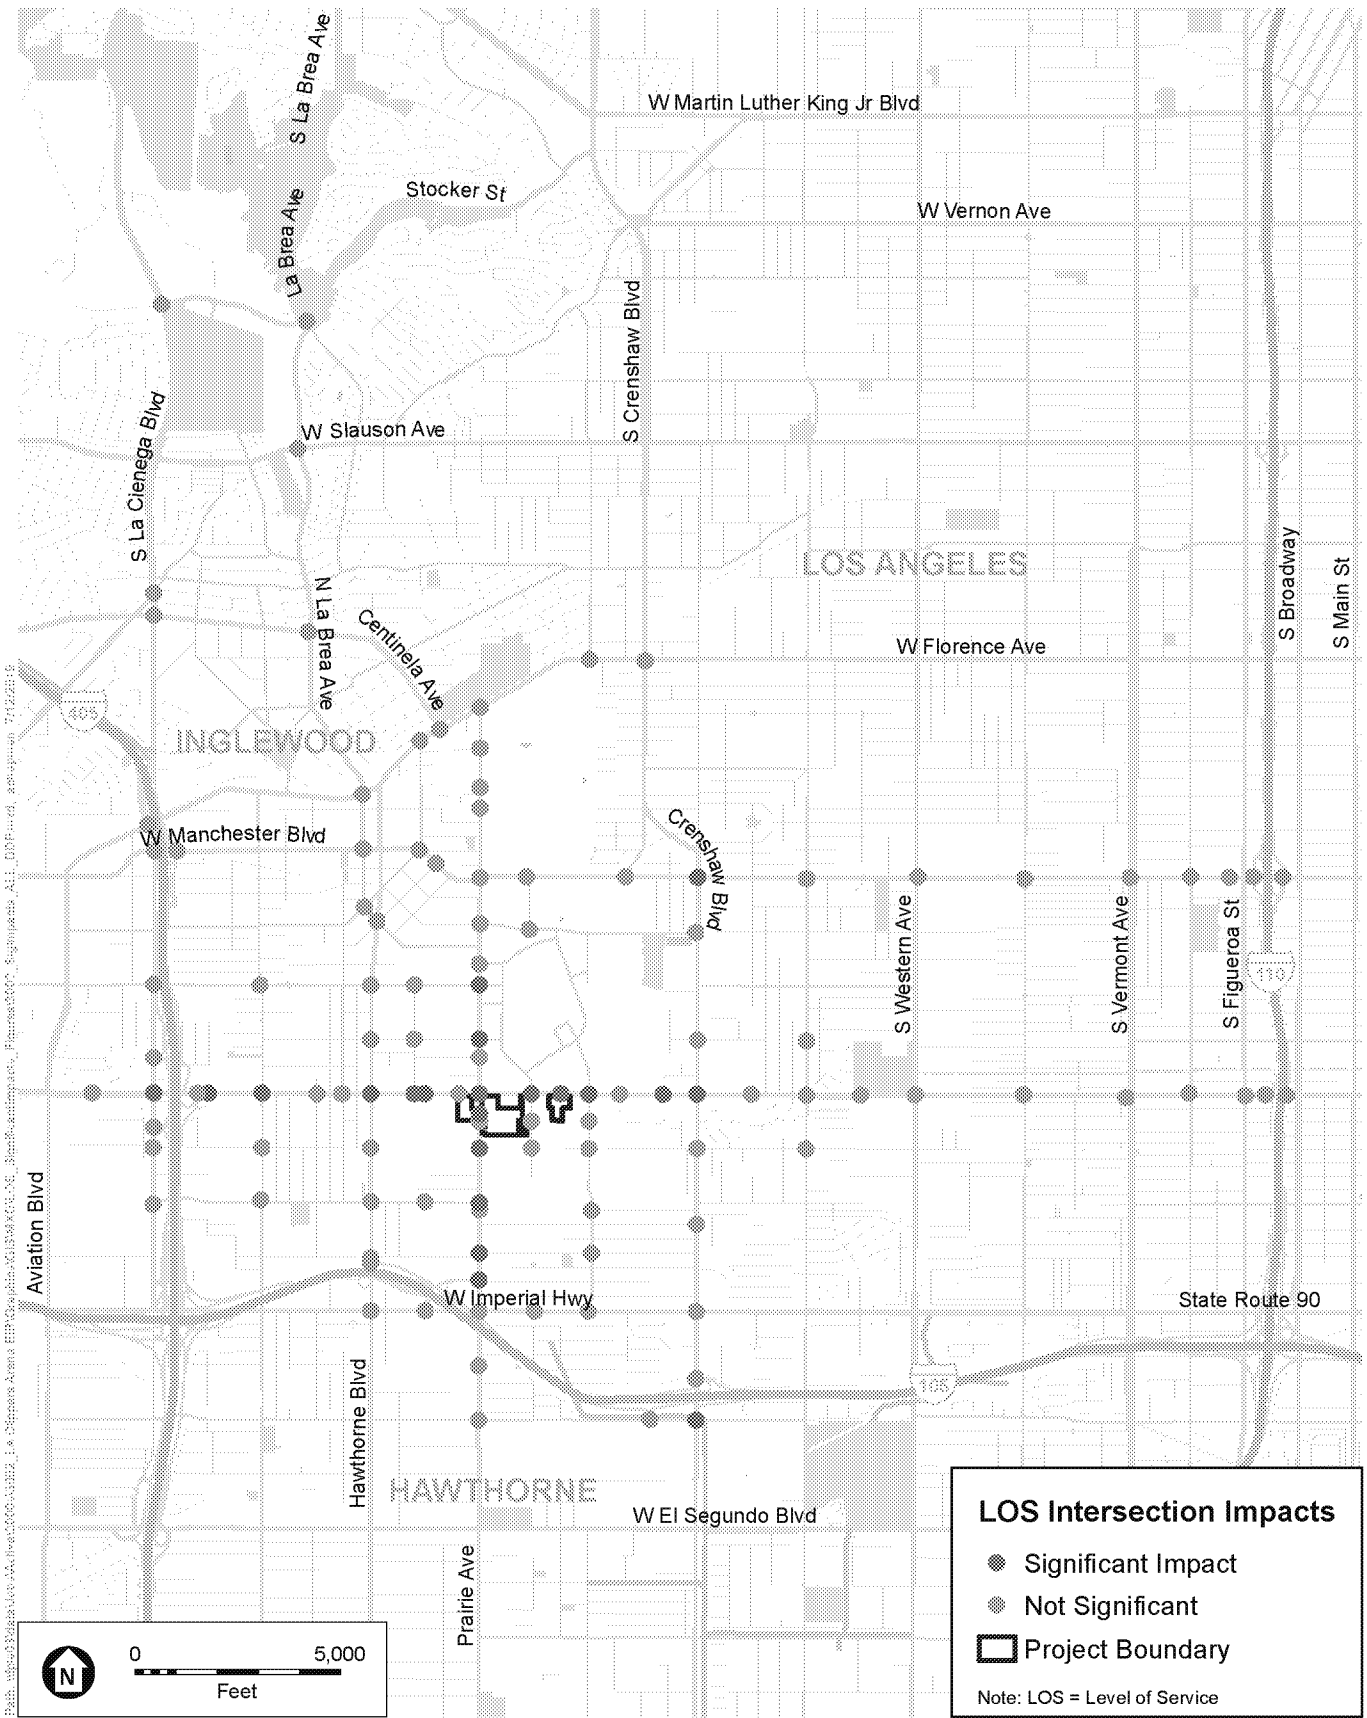 S La Brea Ave
W Martin Luther King Jr Blvd
Stocker St
W Vernon Ave
La Brea Ave
S Crenshaw Blvd
S La Cienega Blvd
W Slauson Ave
LOS ANGELES
S Broadway
S Main St
N La Brea Ave
Centinela Ave
W Florence Ave
405
INGLEWOOD
W Manchester Blvd
Crenshaw Blvd
S Western Ave
S Vermont Ave
S Figueroa St
110
Aviation Blvd
W Imperial Hwy
State Route 90
105
Hawthorne Blvd
HAWTHORNE
W El Segundo Blvd
Prairie Ave
N
0 5,000
Feet
LOS Intersection Impacts
Significant Impact
Not Significant
Project Boundary
Note: LOS = Level of Service